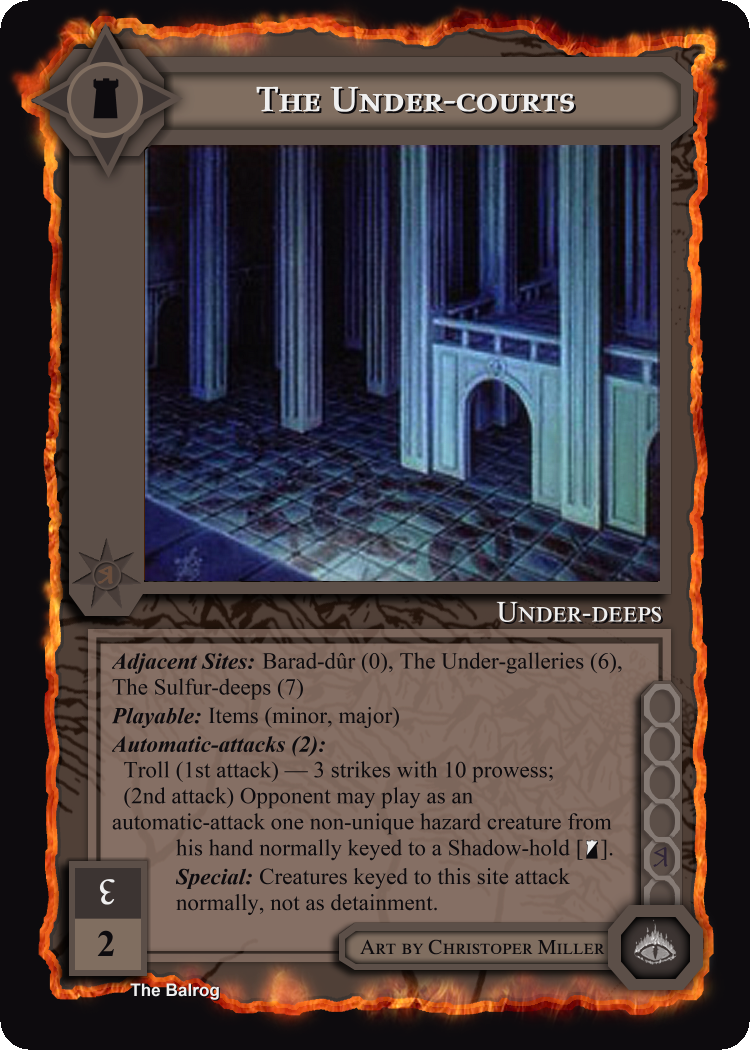 The Under-courts
Under-deeps
Adjacent Sites: Barad-dûr (0), The Under-galleries (6),
The Sulfur-deeps (7)
Playable: Items (minor, major)
Automatic-attacks (2):
Troll (1st attack) — 3 strikes with 10 prowess;
(2nd attack) Opponent may play as an
automatic-attack one non-unique hazard creature from
his hand normally keyed to a Shadow-hold [].
Special: Creatures keyed to this site attack
normally, not as detainment.
2
Art by Christoper Miller
The Balrog